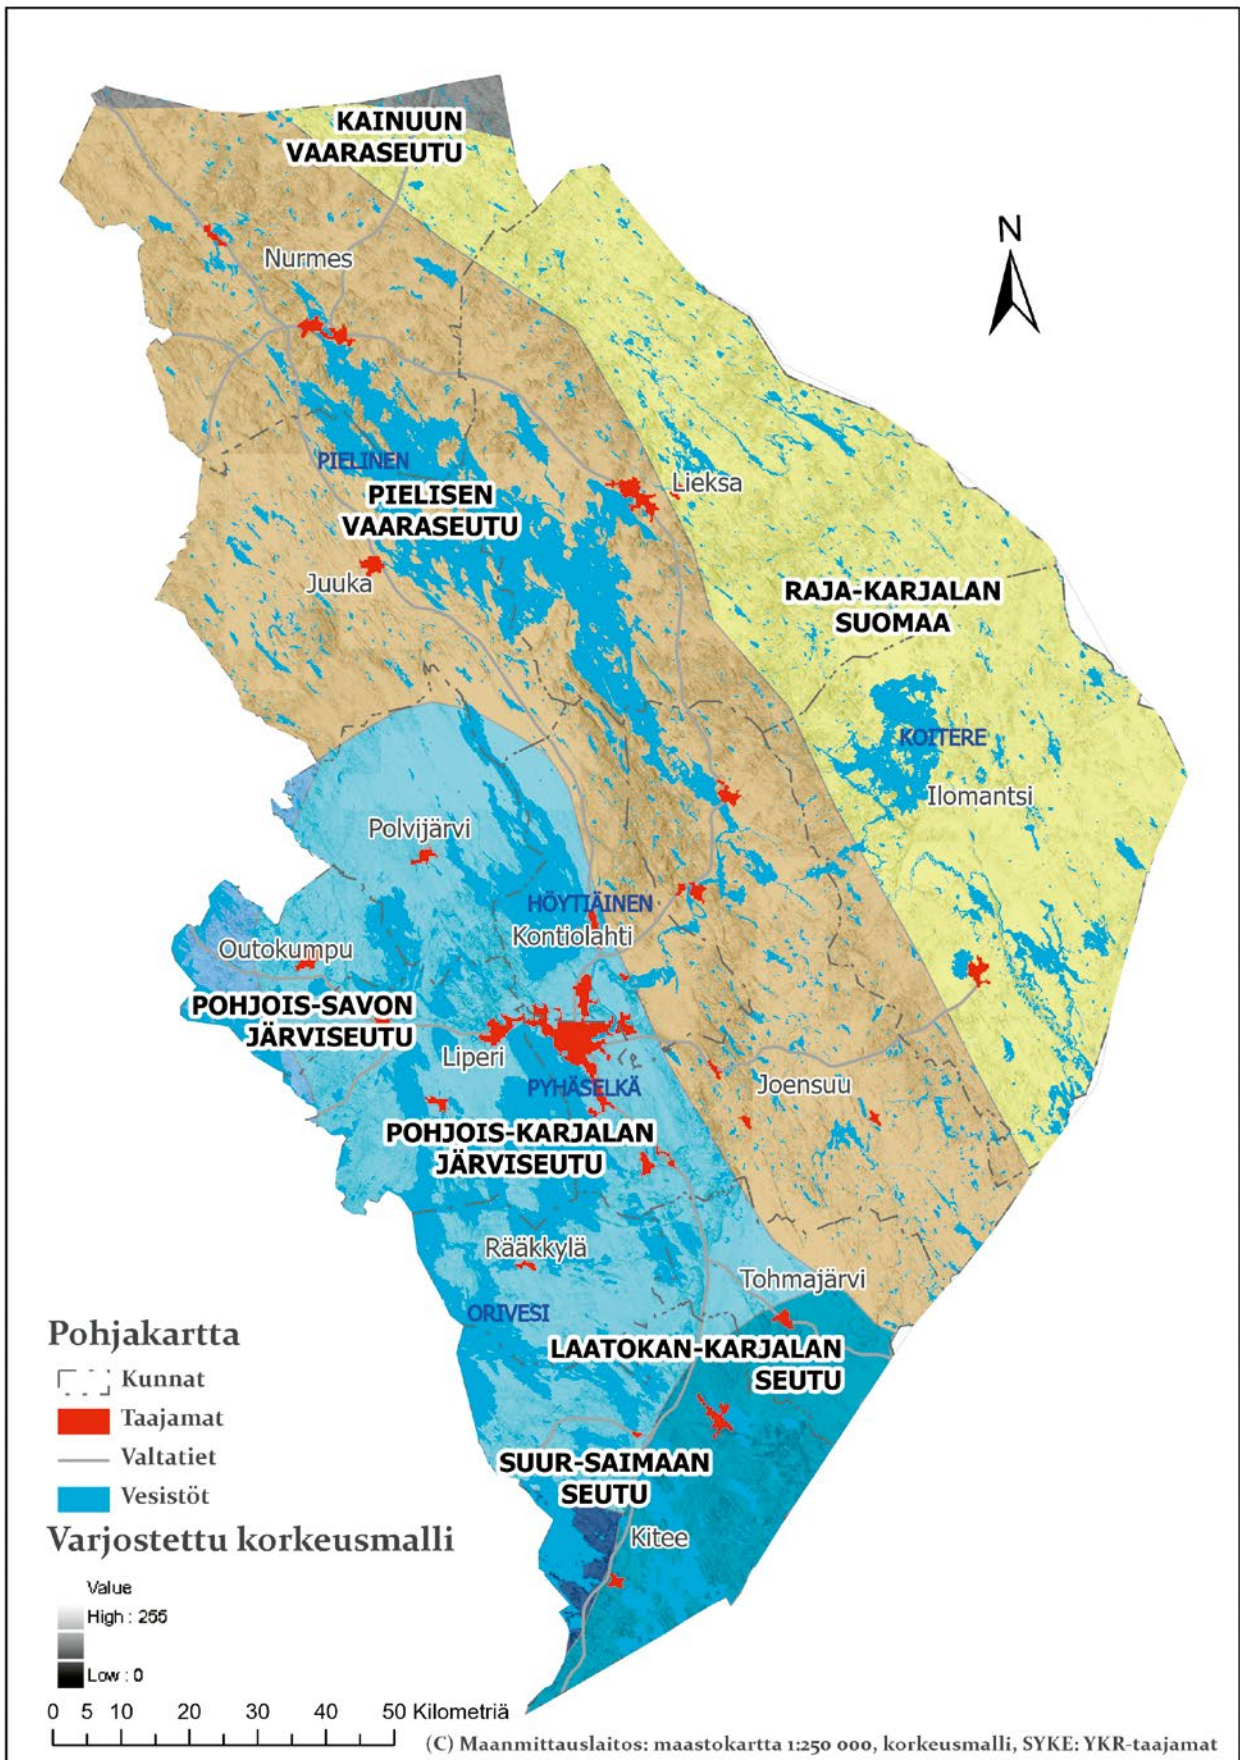 KAINUUN
VAARASEUTU
N
Nurmes
PIELINEN
PIELISEN
VAARASEUTU
Lieksa
Juuka
RAJA-KARJALAN
SUOMAA
KOITERE
Ilomantsi
Polvijärvi
HÖYTIÄINEN
Kontiolahti
Outokumpu
POHJOIS-SAVON
JÄRVISEUTU
Liperi
PYHÄSELKÄ
Joensuu
POHJOIS-KARJALAN
JÄRVISEUTU
Rääkkylä
Tohmajärvi
ORIVESI
LAATOKAN-KARJALAN
SEUTU
SUUR-SAIMAAN
SEUTU
Kitee
Pohjakartta
Kunnat
Taajamat
Valtatiet
Vesistöt
Varjostettu korkeusmalli
Value
High : 255
Low : 0
0 5 10 20 30 40 50 Kilometriä
(C) Maanmittauslaitos: maastokartta 1:250 000, korkeusmalli, SYKE: YKR-taajamat